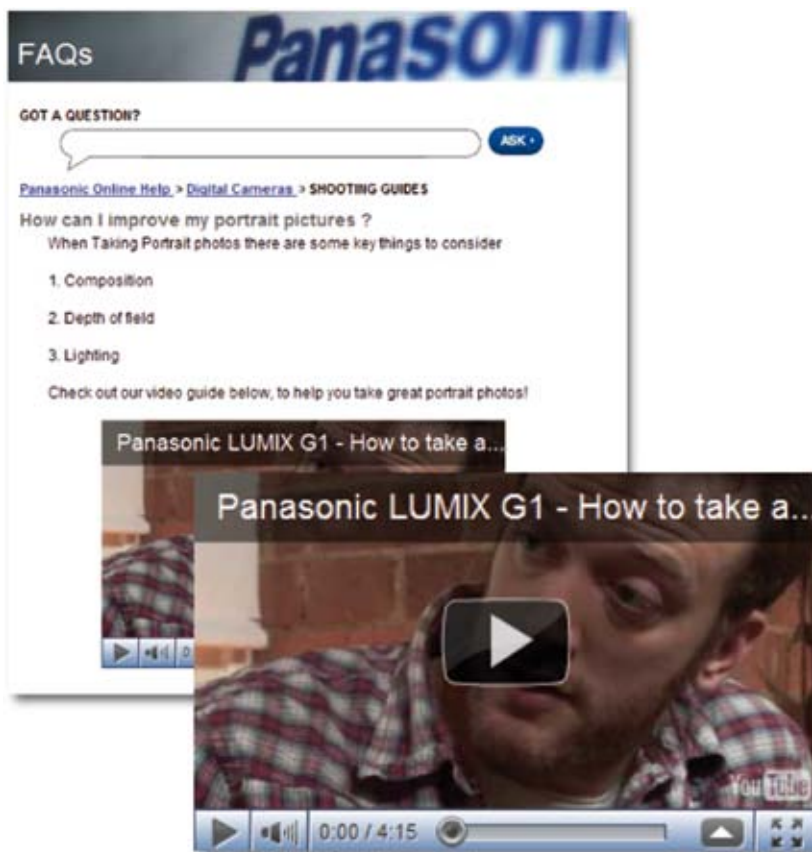 FAQs
Panasonic
GOT A QUESTION?
ASK
Panasonic Online Help > Digital Cameras > SHOOTING GUIDES
How can I improve my portrait pictures ?
When Taking Portrait photos there are some key things to consider
1. Composition
2. Depth of field
3. Lighting
Check out our video guide below, to help you take great portrait photos!
Panasonic LUMIX G1 - How to take a...
Panasonic LUMIX G1 - How to take a...
YouTube
0:00 / 4:15